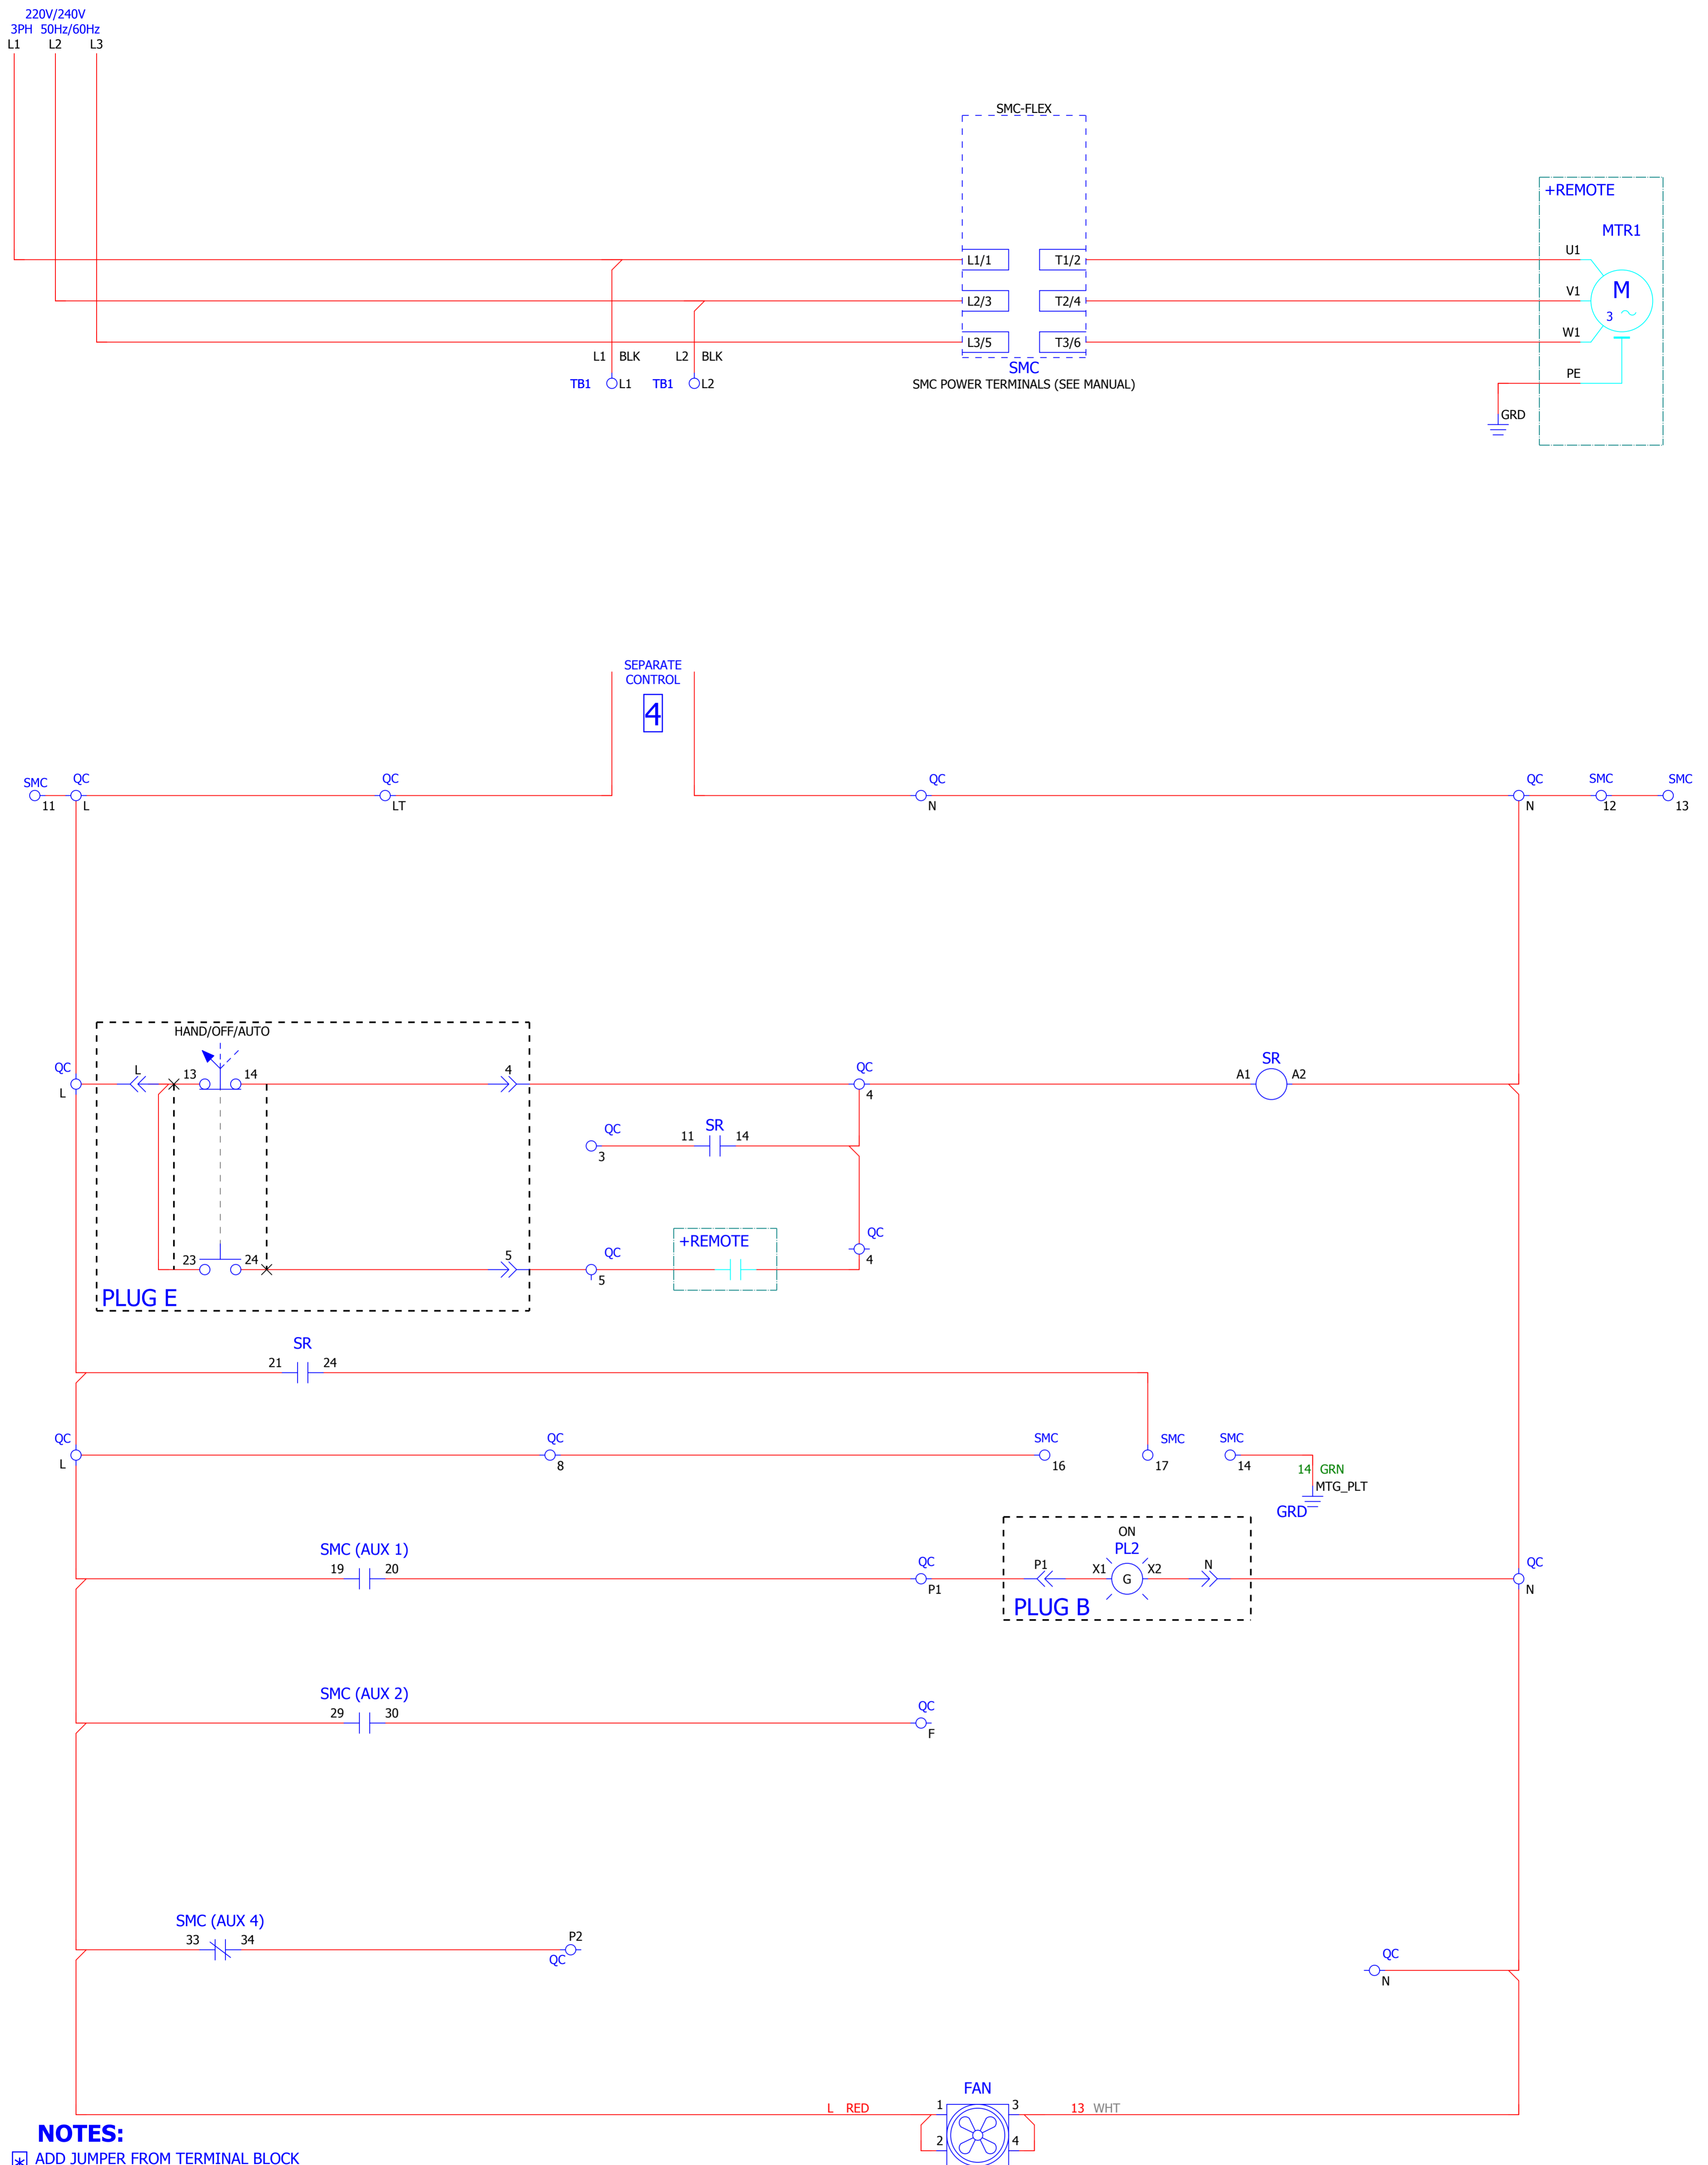 220V/240V
3PH 50Hz/60Hz
L1 L2 L3
SMC-FLEX
+REMOTE
MTR1
L1/1 T1/2 U1
L2/3 T2/4 V1 M
3
L3/5 T3/6 W1
L1 BLK L2 BLK
TB1 L1 TB1 L2
SMC
SMC POWER TERMINALS (SEE MANUAL)
PE
GRD
SEPARATE
CONTROL
4
SMC QC QC QC QC SMC SMC
11 L LT N N 12 13
HAND/OFF/AUTO
QC L 13 14 4 QC SR
L 4 A1 A2
QC SR
3 11 14
+REMOTE QC
4
23 24 5 QC
5
PLUG E
SR
21 24
QC QC SMC SMC SMC
L 8 16 17 14
14 GRN
MTG_PLT
GRD
ON
SMC (AUX 1) PL2
19 20 QC P1 X1 G X2 N QC
P1 N
PLUG B
SMC (AUX 2)
29 30 QC
F
SMC (AUX 4)
33 34 P2
QC
QC
N
FAN
L RED 1 3 13 WHT
2 4
NOTES:
* ADD JUMPER FROM TERMINAL BLOCK